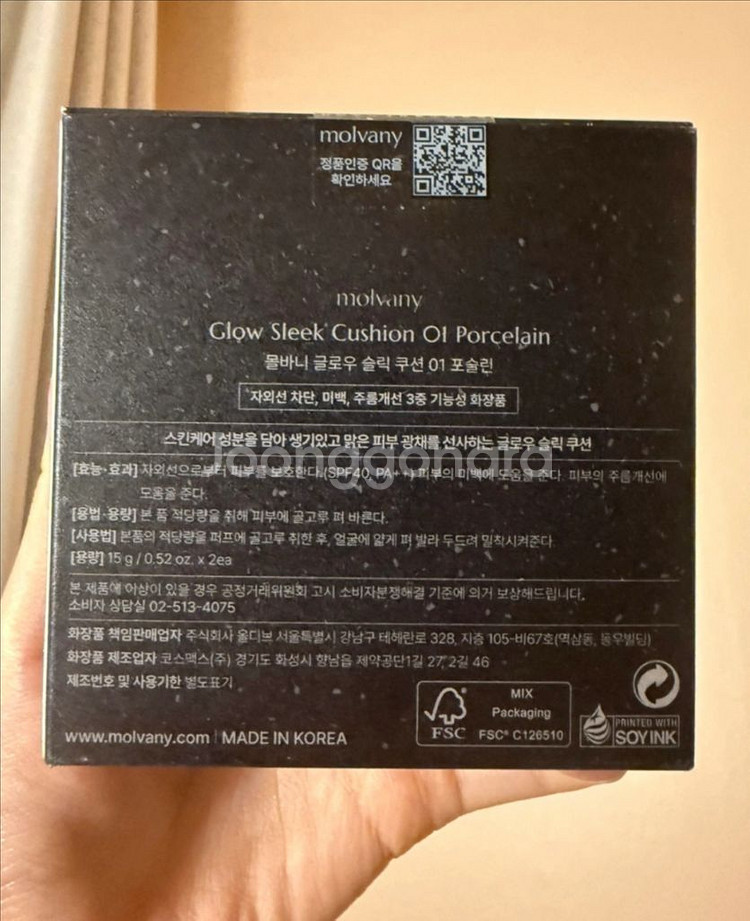 molvany
정품인증 QR을
확인하세요
molvany
Glow Sleek Cushion 01 Porcelain
몰바니 글로우 슬릭 쿠션 01 포슬린
자외선 차단, 미백, 주름개선 3중 기능성 화장품
스킨케어 성분을 담아 생기있고 맑은 피부 광채를 선사하는 글로우 슬릭 쿠션
joonggonara
[효능·효과] 자외선으로부터 피부를 보호한다.(SPF40, PA++) 피부의 미백에 도움을 준다. 피부의 주름개선에
도움을 준다.
[용법·용량] 본 품 적당량을 취해 피부에 골고루 펴 바른다.
[사용법] 본품의 적당량을 퍼프에 골고루 취한 후, 얼굴에 얇게 펴 발라 두드려 밀착시켜준다.
[용량] 15 g / 0.52 oz. x 2ea
본 제품에 이상이 있을 경우 공정거래위원회 고시 소비자분쟁해결 기준에 의거 보상해드립니다.
소비자 상담실 02-513-4075
화장품 책임판매업자 주식회사 올디브 서울특별시 강남구 테헤란로 328, 지층 105-비67호(역삼동, 동우빌딩)
화장품 제조업자 코스맥스(주) 경기도 화성시 향남읍 제약공단1길 27, 2길 46
제조번호 및 사용기한 별도표기
MIX
Packaging
FSC
FSC® C126510
PRINTED WITH
SOY INK
www.molvany.com | MADE IN KOREA